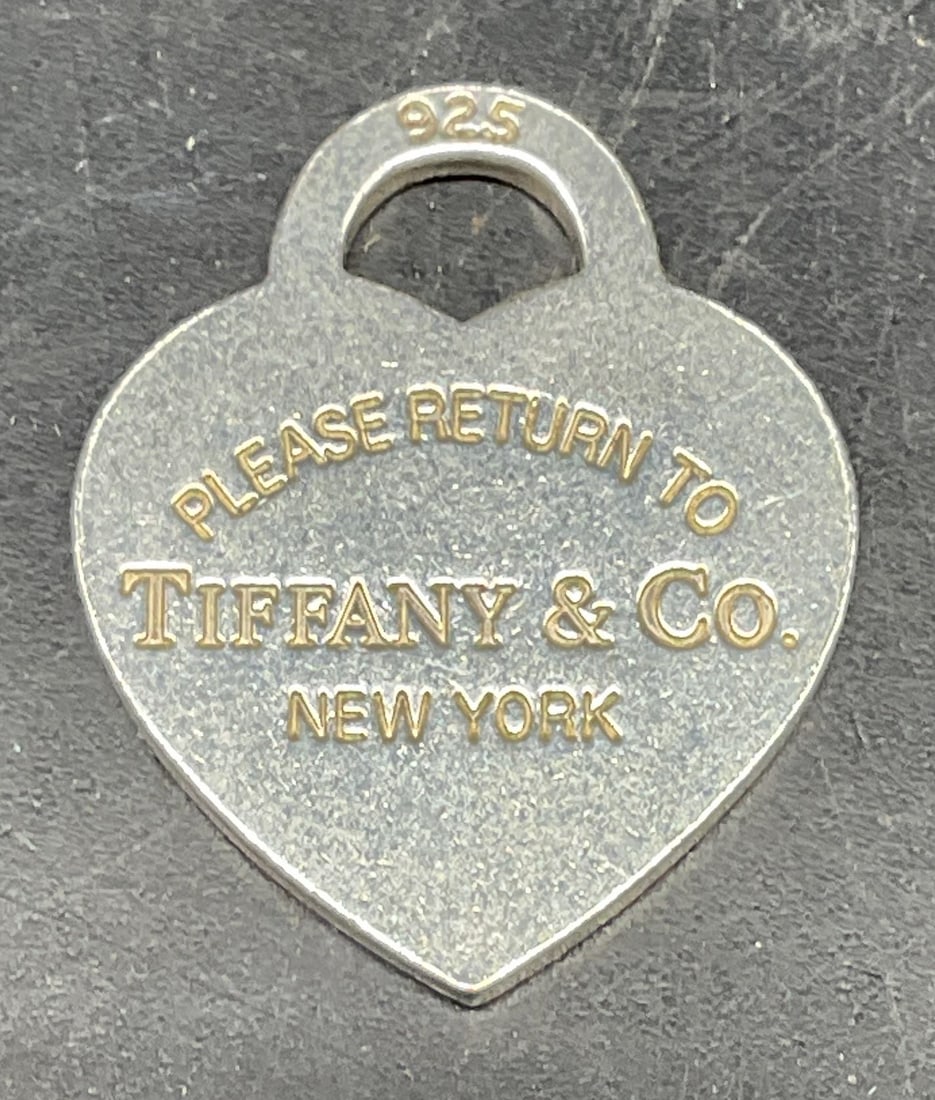 925
PLEASE RETURN TO
TIFFANY & CO.
NEW YORK